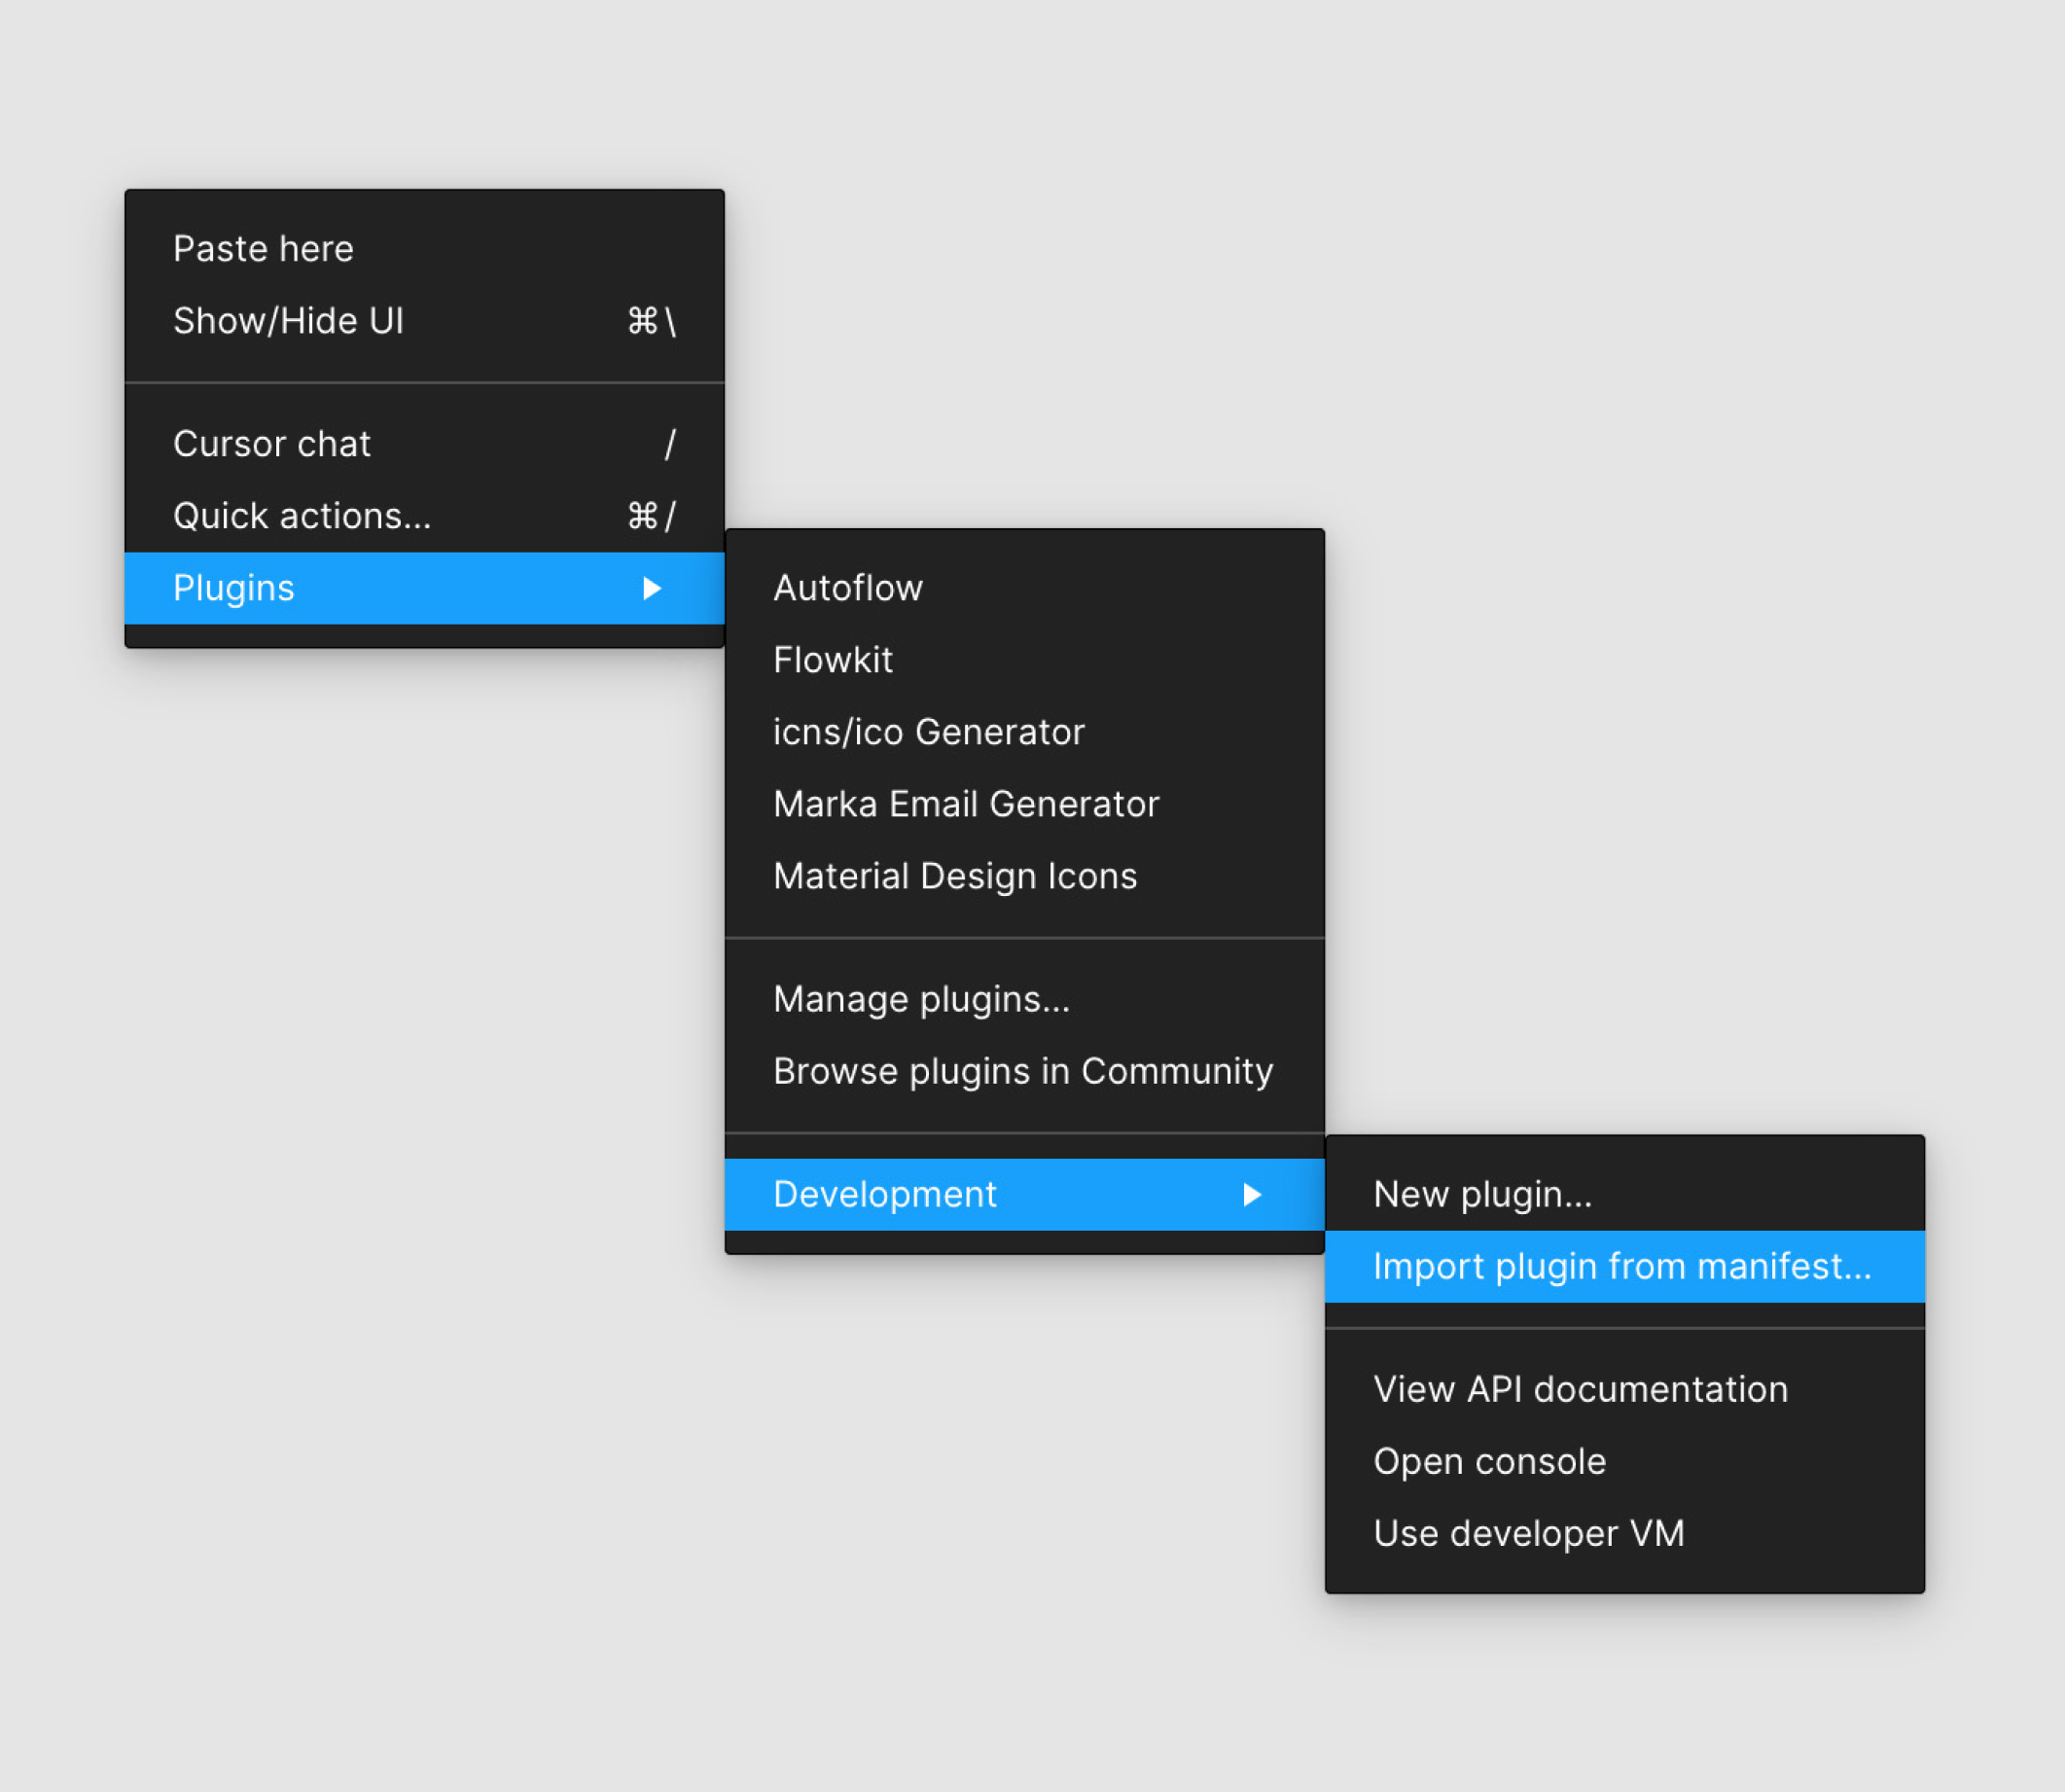 Paste here
Show/Hide UI ⌘\
Cursor chat /
Quick actions... ⌘/
Plugins
Autoflow
Flowkit
icns/ico Generator
Marka Email Generator
Material Design Icons
Manage plugins...
Browse plugins in Community
Development
New plugin...
Import plugin from manifest...
View API documentation
Open console
Use developer VM